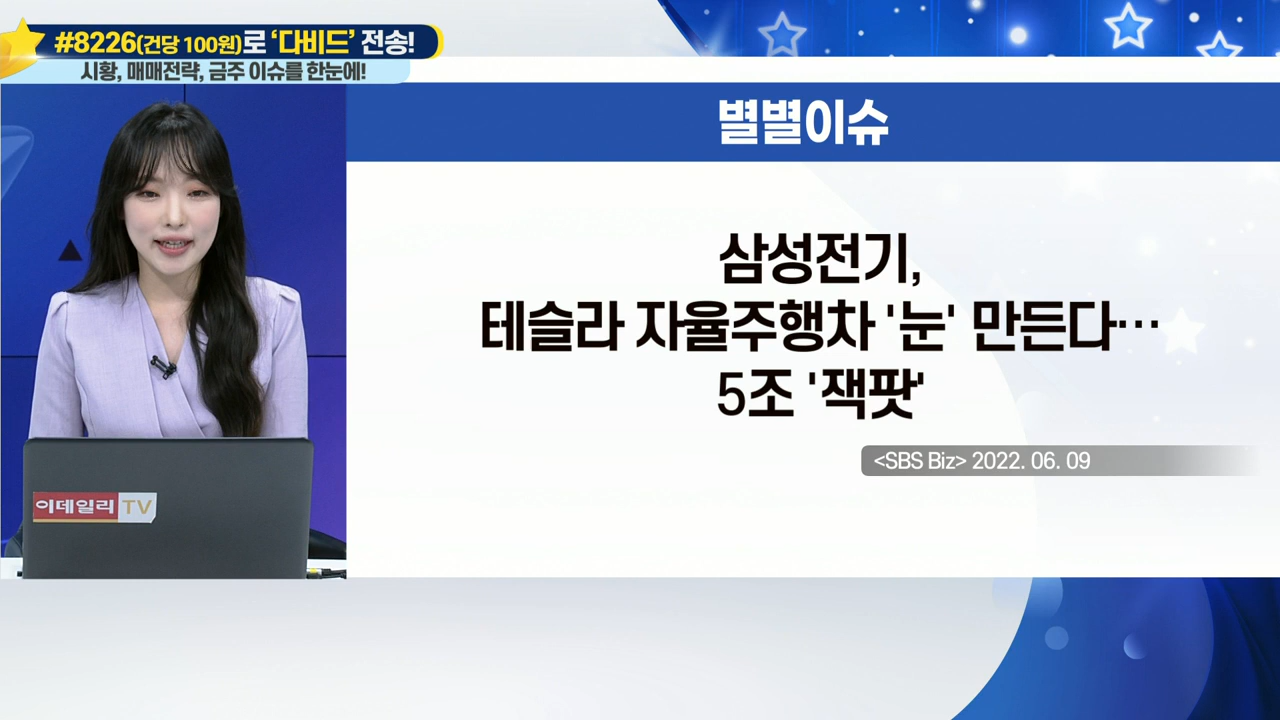 #8226(건당 100원)로 '다비드' 전송!
시황, 매매전략, 금주 이슈를 한눈에!
별별이슈
삼성전기,
테슬라 자율주행차 '눈' 만든다…
5조 '잭팟'
<SBS Biz> 2022. 06. 09
이데일리 TV